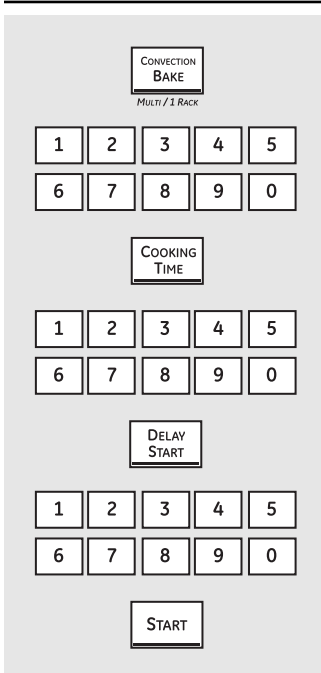 CONVECTION
BAKE
MULTI / 1 RACK
1 2 3 4 5
6 7 8 9 0
COOKING
TIME
1 2 3 4 5
6 7 8 9 0
DELAY
START
1 2 3 4 5
6 7 8 9 0
START